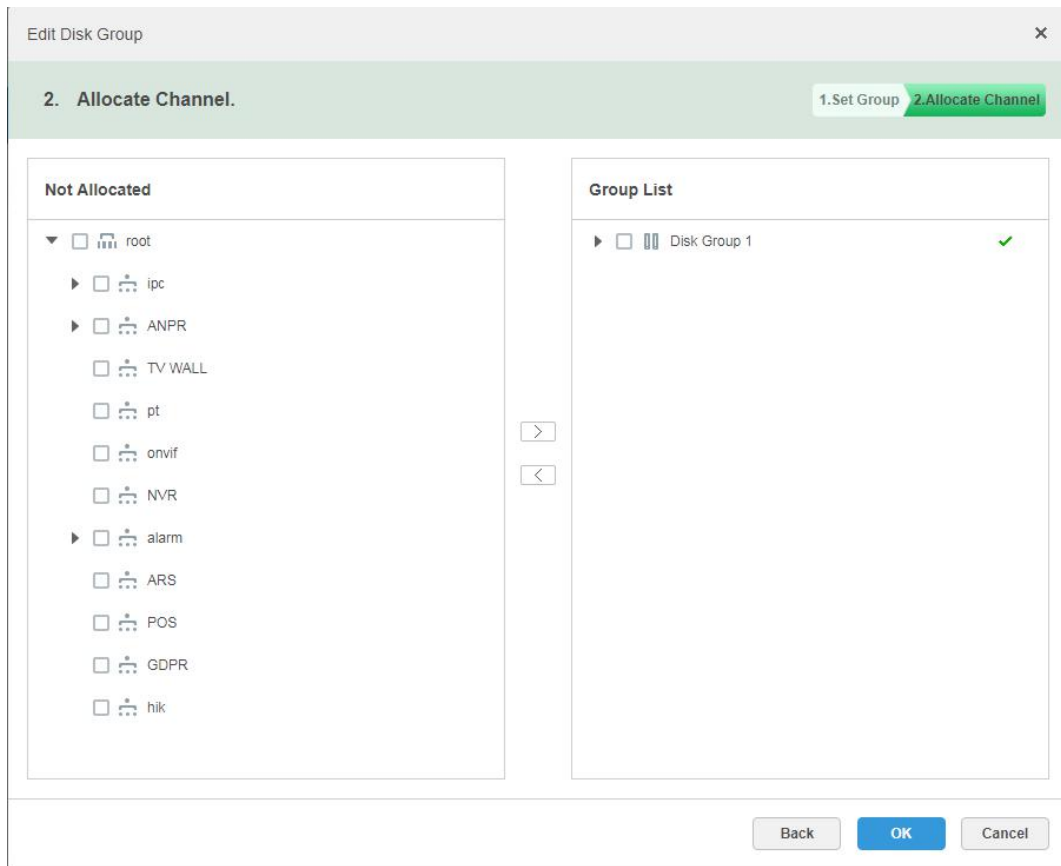 Edit Disk Group
2. Allocate Channel.
1.Set Group 2.Allocate Channel
Not Allocated
root
ipc
ANPR
TV WALL
pt
onvif
NVR
alarm
ARS
POS
GDPR
hik
Group List
Disk Group 1
Back OK Cancel